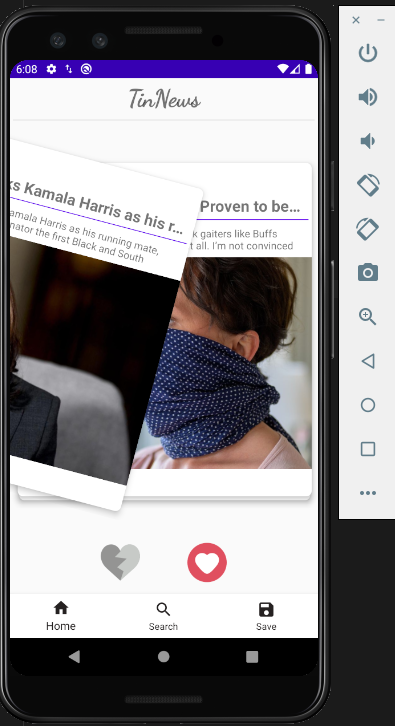 6:08
TinNews
ks Kamala Harris as his r...
amala Harris as his running mate,
nator the first Black and South
Proven to be...
k gaiters like Buffs
t all. I'm not convinced
Home
Search
Save